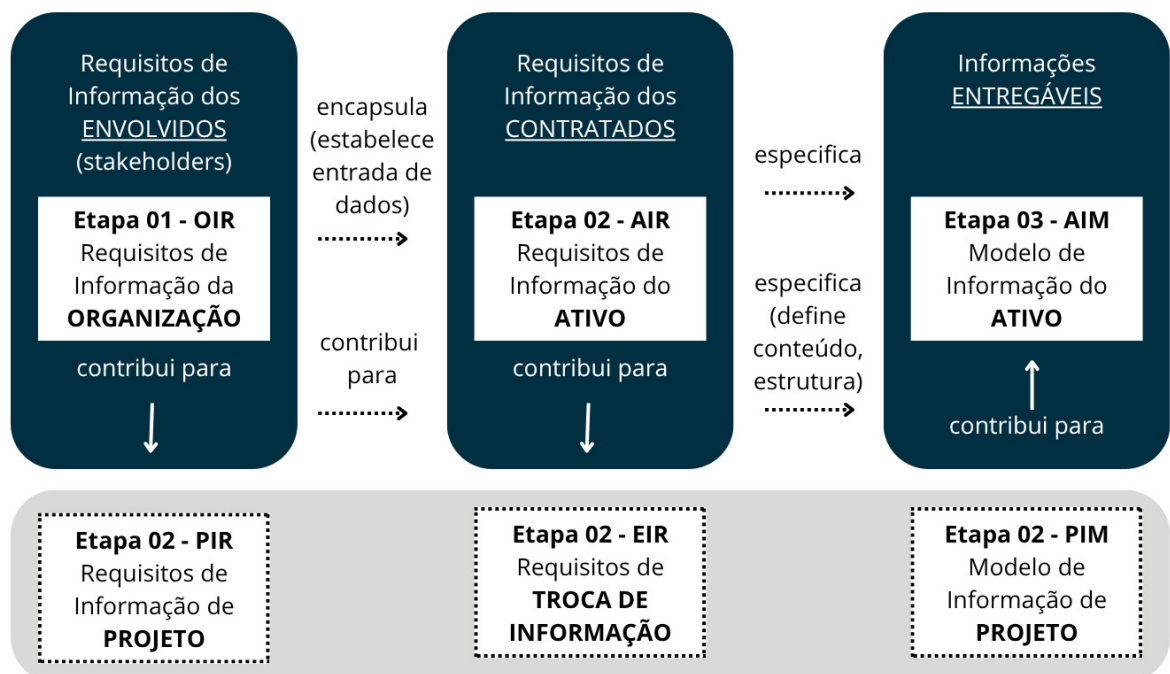 Requisitos de
Informação dos
ENVOLVIDOS
(stakeholders)
Etapa 01 - OIR
Requisitos de
Informação da
ORGANIZAÇÃO
contribui para
encapsula
(estabelece
entrada de
dados)
contribui
para
Requisitos de
Informação dos
CONTRATADOS
Etapa 02 - AIR
Requisitos de
Informação do
ATIVO
contribui para
especifica
especifica
(define
conteúdo,
estrutura)
Informações
ENTREGÁVEIS
Etapa 03 - AIM
Modelo de
Informação do
ATIVO
contribui para
Etapa 02 - PIR
Requisitos de
Informação de
PROJETO
Etapa 02 - EIR
Requisitos de
TROCA DE
INFORMAÇÃO
Etapa 02 - PIM
Modelo de
Informação de
PROJETO